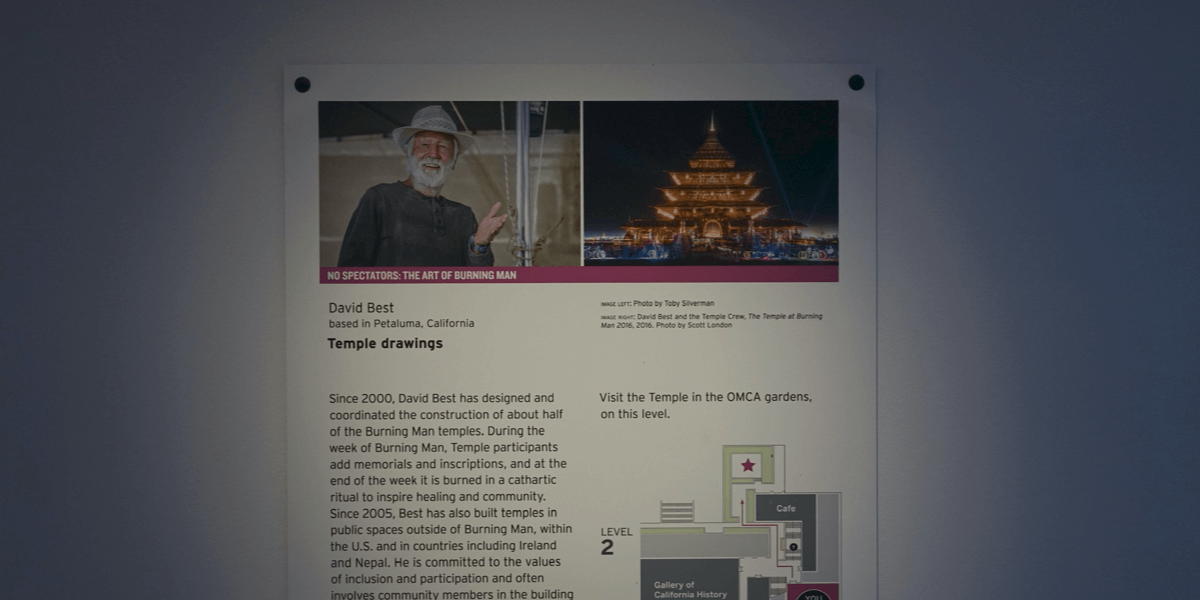 NO SPECTATORS: THE ART OF BURNING MAN
David Best
based in Petaluma, California
Temple drawings
IMAGE LEFT: Photo by Toby Silverman
IMAGE RIGHT: David Best and the Temple Crew, The Temple at Burning
Man 2016, 2016. Photo by Scott London
Since 2000, David Best has designed and
coordinated the construction of about half
of the Burning Man temples. During the
week of Burning Man, Temple participants
add memorials and inscriptions, and at the
end of the week it is burned in a cathartic
ritual to inspire healing and community.
Since 2005, Best has also built temples in
public spaces outside of Burning Man, within
the U.S. and in countries including Ireland
and Nepal. He is committed to the values
of inclusion and participation and often
involves community members in the building
Visit the Temple in the OMCA gardens,
on this level.
Cafe
LEVEL
2
Gallery of
California History
YOU